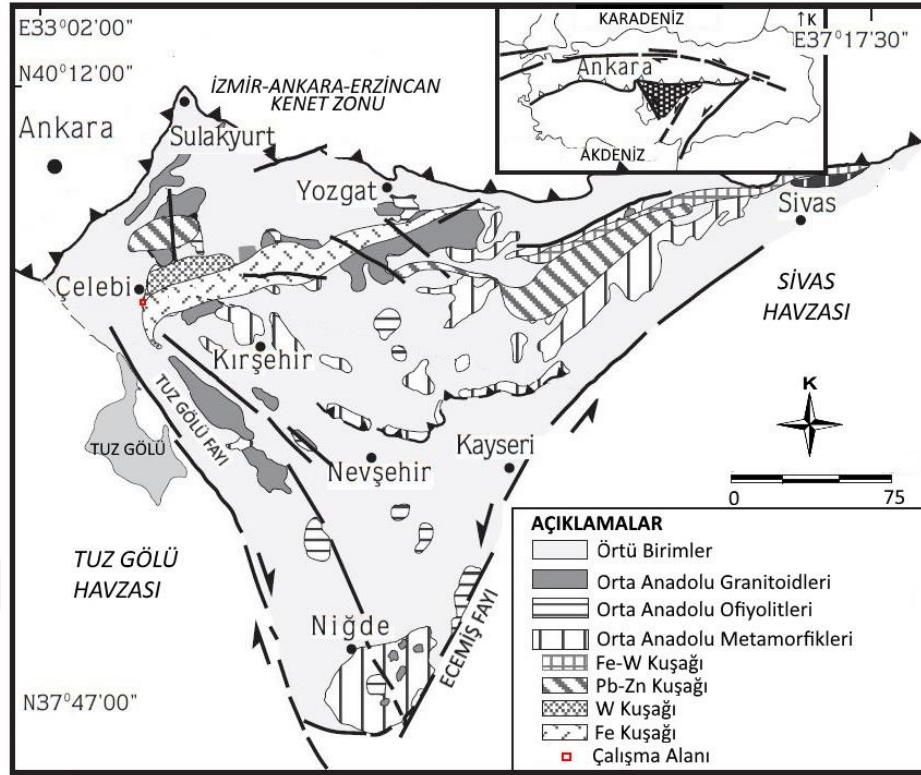 E33°02'00"
N40°12'00"
Ankara
İZMİR-ANKARA-ERZİNCAN
KENET ZONU
Sulakyurt
Yozgat
KARADENİZ
↑K
E37°17'30"
Ankara
AKDENİZ
Sivas
SİVAS
HAVZASI
Çelebi
Kırşehir
TUZ GÖLÜ FAYI
TUZ GÖLÜ
Nevşehir
Kayseri
K
0 75
TUZ GÖLÜ
HAVZASI
Niğde
ECEMİŞ FAYI
N37°47'00"
AÇIKLAMALAR
Örtü Birimler
Orta Anadolu Granitoidleri
Orta Anadolu Ofiyolitleri
Orta Anadolu Metamorfikleri
Fe-W Kuşağı
Pb-Zn Kuşağı
W Kuşağı
Fe Kuşağı
Çalışma Alanı